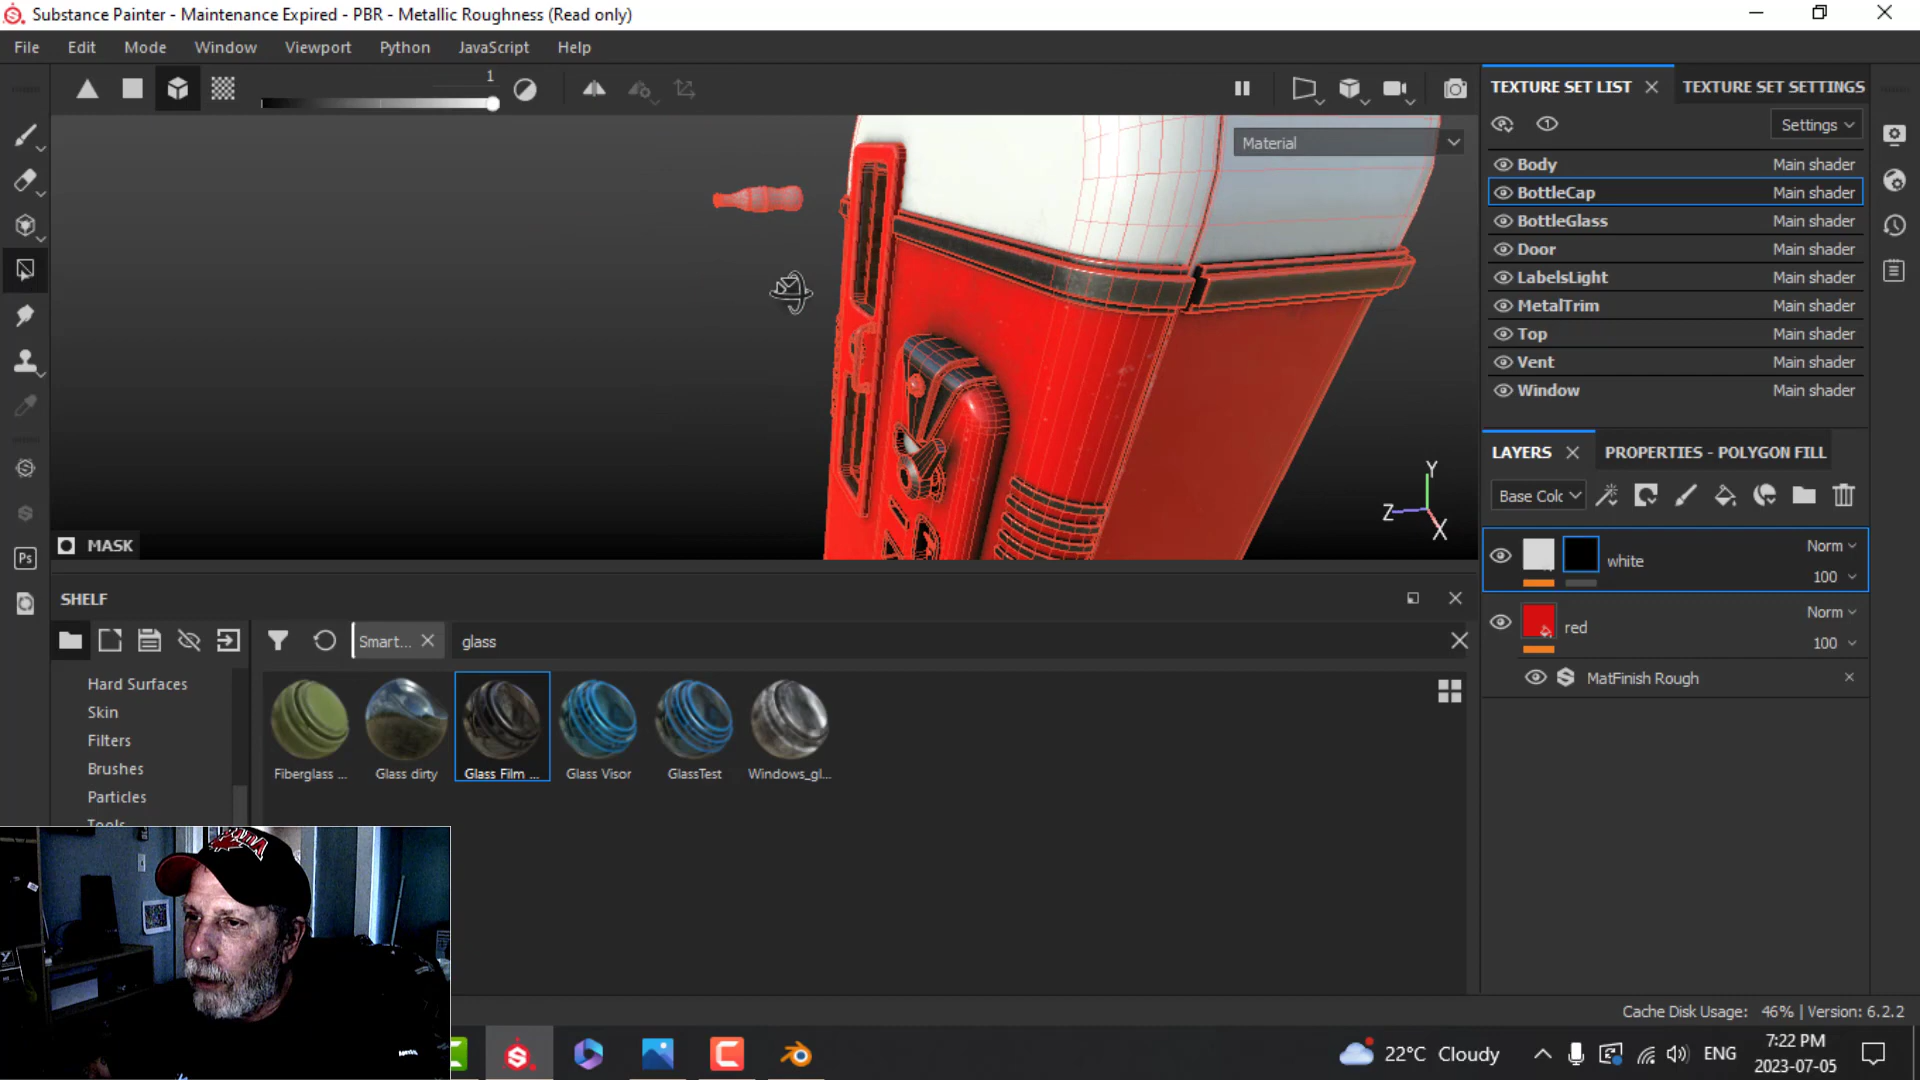 Substance Painter - Maintenance Expired - PBR - Metallic Roughness (Read only)
File Edit Mode Window Viewport Python JavaScript Help
1
TEXTURE SET LIST TEXTURE SET SETTINGS
Settings
Material
Body Main shader
BottleCap Main shader
BottleGlass Main shader
Door Main shader
LabelsLight Main shader
MetalTrim Main shader
Top Main shader
Vent Main shader
Window Main shader
LAYERS PROPERTIES - POLYGON FILL
Base Colc
Y
Z
X
MASK
Norm
white
100
Norm
red
100
MatFinish Rough
SHELF
Smart... glass
Hard Surfaces
Skin
Filters
Brushes
Particles
Tools
Fiberglass ... Glass dirty Glass Film ... Glass Visor GlassTest Windows_gl...
Ps
Cache Disk Usage: 46% | Version: 6.2.2
22°C Cloudy
ENG
7:22 PM
2023-07-05